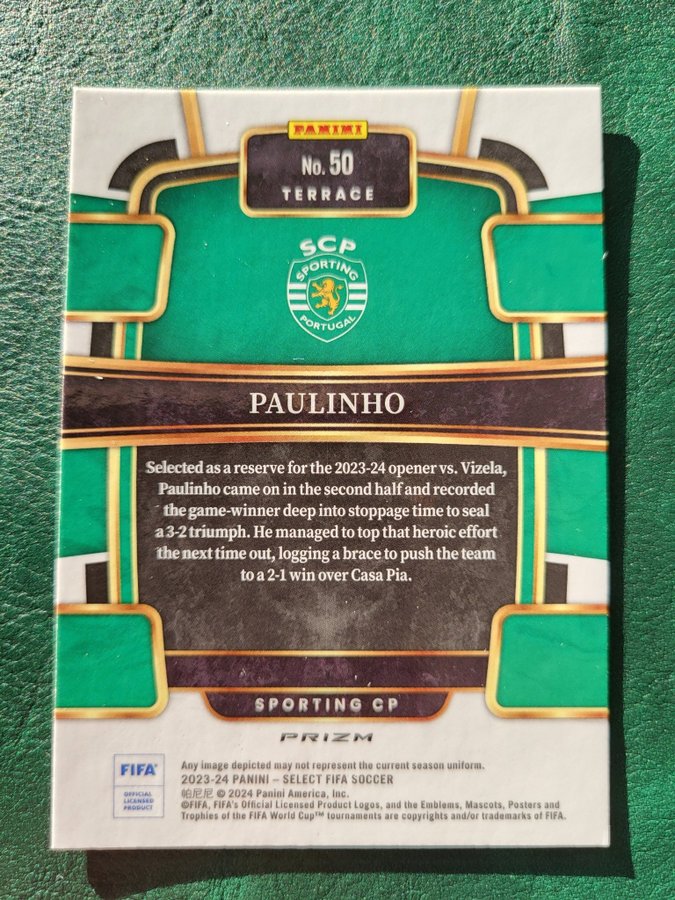 PANINI
No. 50
TERRACE
SCP
SPORTING
PORTUGAL
PAULINHO
Selected as a reserve for the 2023-24 opener vs. Vizela,
Paulinho came on in the second half and recorded
the game-winner deep into stoppage time to seal
a 3-2 triumph. He managed to top that heroic effort
the next time out, logging a brace to push the team
to a 2-1 win over Casa Pia.
SPORTING CP
PRIZM
FIFA®
OFFICIAL
LICENSED
PRODUCT
Any image depicted may not represent the current season uniform.
2023-24 PANINI – SELECT FIFA SOCCER
帕尼尼 © 2024 Panini America, Inc.
©FIFA, FIFA's Official Licensed Product Logos, and the Emblems, Mascots, Posters and
Trophies of the FIFA World Cup™ tournaments are copyrights and/or trademarks of FIFA.